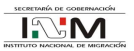 SECRETARÍA DE GOBERNACIÓN
INM
INSTITUTO NACIONAL DE MIGRACIÓN